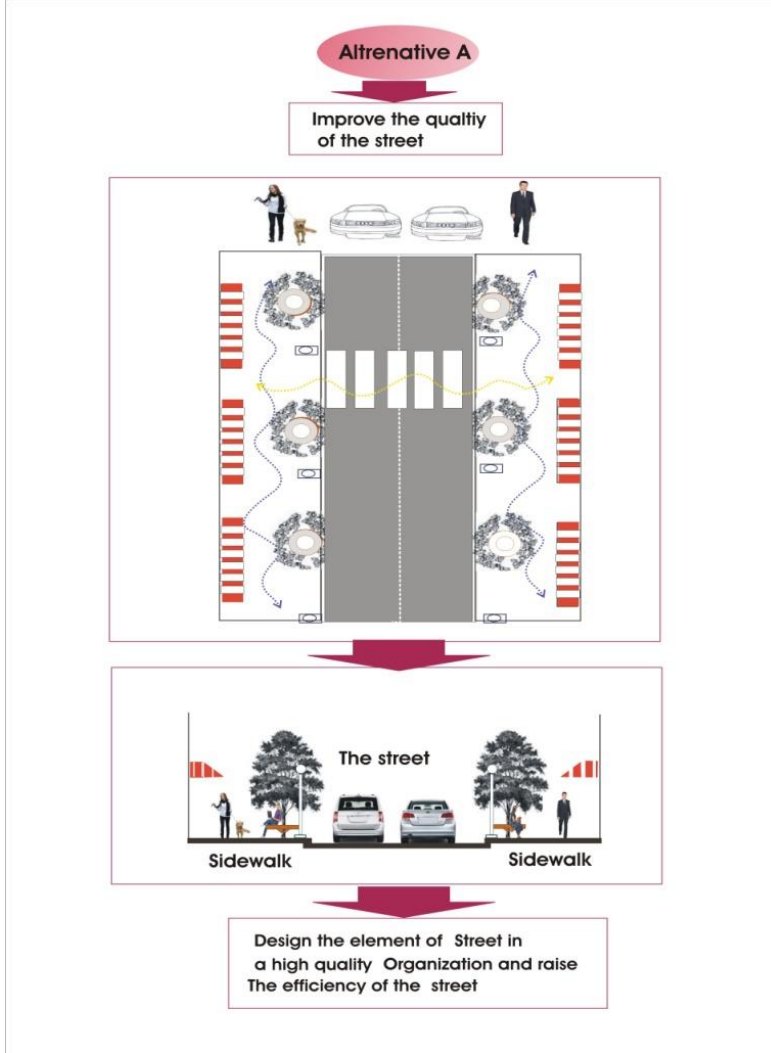 Altrenative A
Improve the qualtiy
of the street
The street
Sidewalk
Sidewalk
Design the element of Street in
a high quality Organization and raise
The efficiency of the street